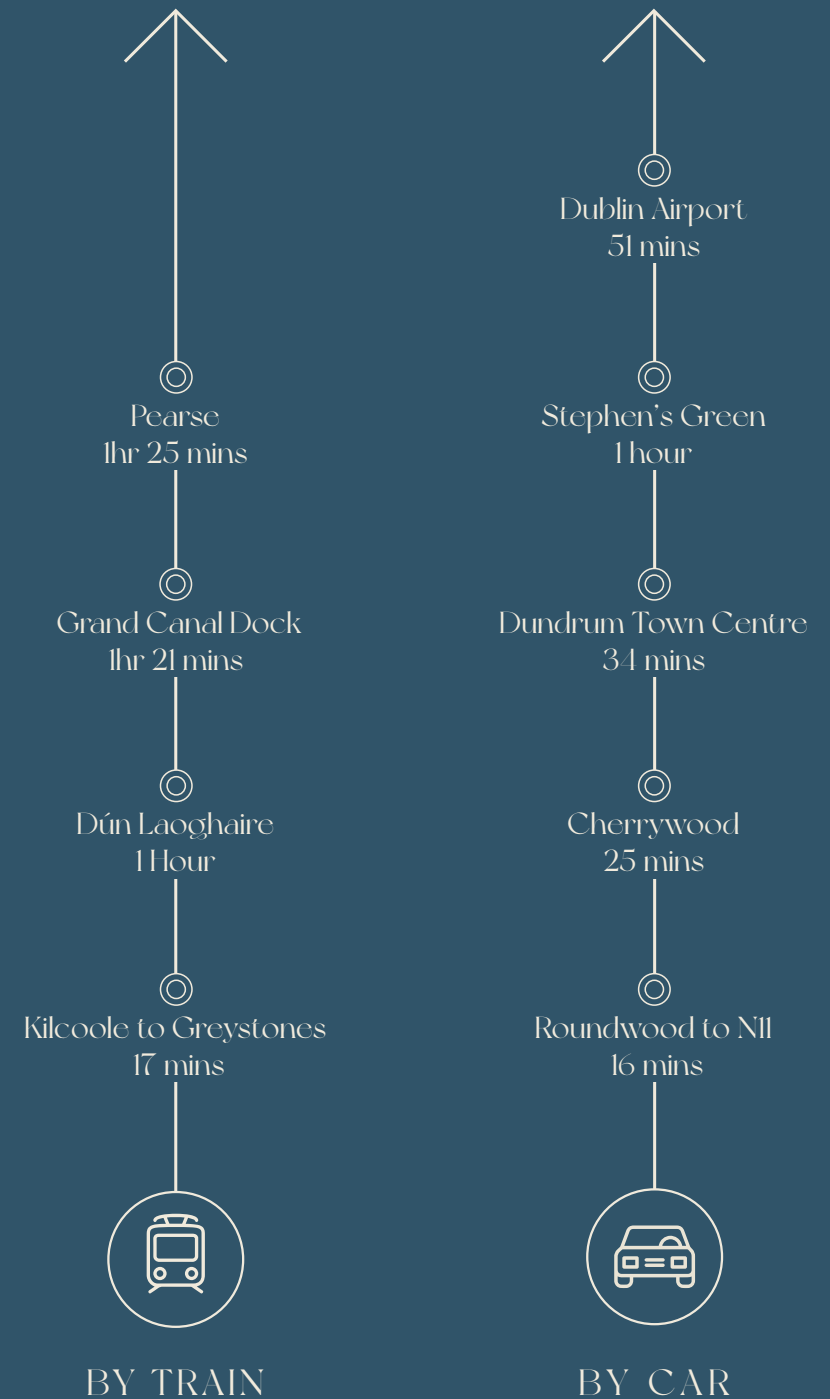 Pearse
1hr 25 mins
Grand Canal Dock
1hr 21 mins
Dún Laoghaire
1 Hour
Kilcoole to Greystones
17 mins
BY TRAIN
Dublin Airport
51 mins
Stephen's Green
1 hour
Dundrum Town Centre
34 mins
Cherrywood
25 mins
Roundwood to N11
16 mins
BY CAR